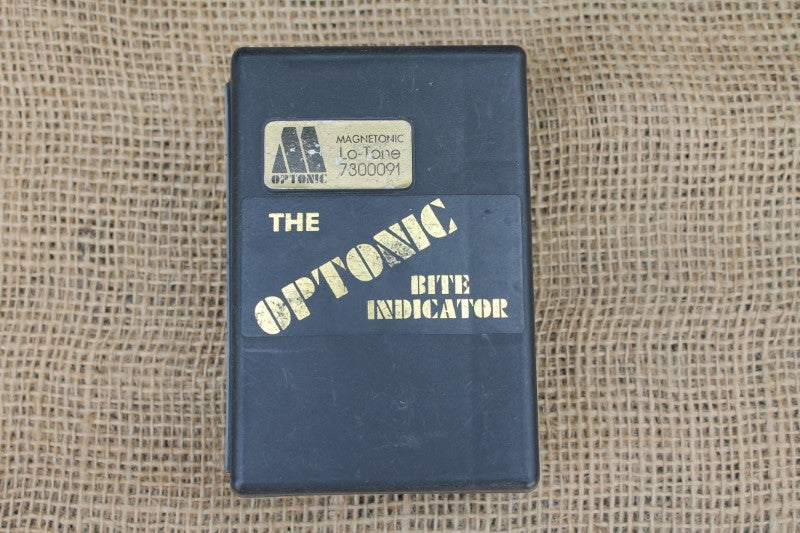 M
OPTONIC
MAGNETONIC
Lo-Tone
7300091
THE
OPTONIC
BITE
INDICATOR